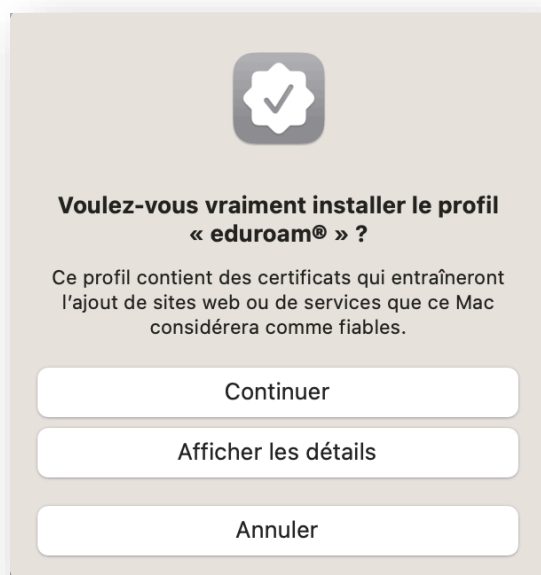 Voulez-vous vraiment installer le profil
« eduroam® » ?
Ce profil contient des certificats qui entraîneront
l’ajout de sites web ou de services que ce Mac
considérera comme fiables.
Continuer
Afficher les détails
Annuler